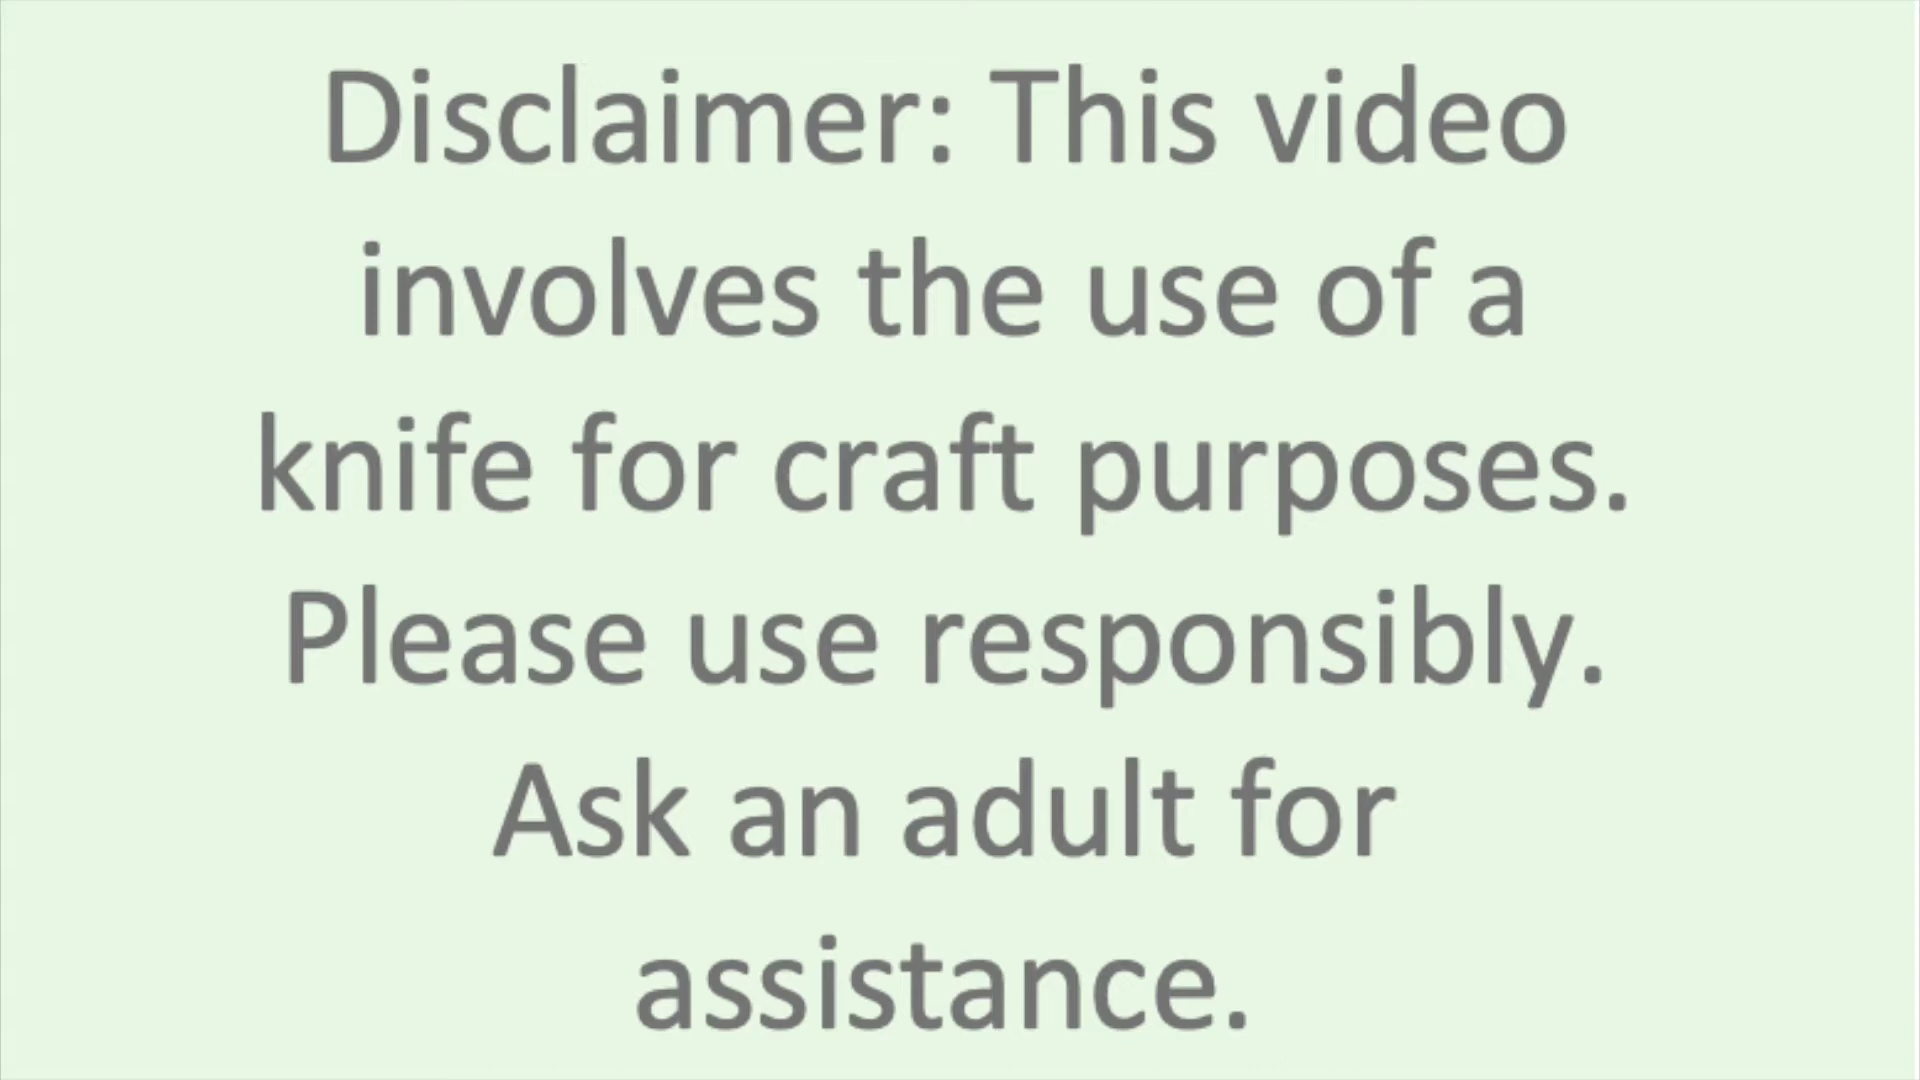 Disclaimer: This video
involves the use of a
knife for craft purposes.
Please use responsibly.
Ask an adult for
assistance.